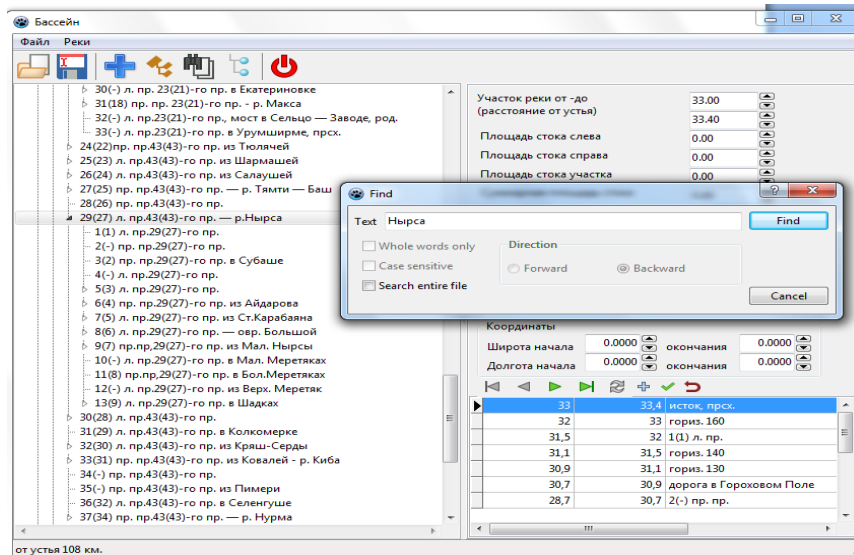 Бассейн
Файл Реки
30(-) л. пр. 23(21)-го пр. в Екатериновке
31(18) пр. пр. 23(21)-го пр. - р. Макса
32(-) л. пр.23(21)-го пр., мост в Сельцо — Заводе, род.
33(-) л. пр.23(21)-го пр. в Урумширме, прсх.
24(22)пр. пр.43(43)-го пр. из Тюлячей
25(23) л. пр.43(43)-го пр. из Шармашей
26(24) л. пр.43(43)-го пр. из Салаушей
27(25) пр. пр.43(43)-го пр. — р. Тямти — Баш
28(26) пр. пр.43(43)-го пр.
29(27) л. пр.43(43)-го пр. — р.Нырса
1(1) л. пр.29(27)-го пр.
2(-) пр. пр.29(27)-го пр.
3(2) пр. пр.29(27)-го пр. в Субаше
4(-) л. пр.29(27)-го пр.
5(3) л. пр.29(27)-го пр.
6(4) пр. пр.29(27)-го пр. из Айдарова
7(5) л. пр.29(27)-го пр. из Ст.Карабаяна
8(6) л. пр.29(27)-го пр. — овр. Большой
9(7) пр.пр,29(27)-го пр. из Мал. Нырсы
10(-) л. пр.29(27)-го пр. в Мал. Меретяках
11(8) пр.пр,29(27)-го пр. в Бол.Меретяках
12(-) л. пр.29(27)-го пр. из Верх. Меретяк
13(9) л. пр.29(27)-го пр. в Шадках
30(28) л. пр.43(43)-го пр.
31(29) л. пр.43(43)-го пр. в Колкомерке
32(30) л. пр.43(43)-го пр. из Кряш-Серды
33(31) пр. пр.43(43)-го пр. из Ковалей - р. Киба
34(-) пр. пр.43(43)-го пр.
35(-) пр. пр.43(43)-го пр. из Пимери
36(32) л. пр.43(43)-го пр. в Селенгуше
37(34) пр. пр.43(43)-го пр. — р. Нурма
Участок реки от -до 33.00
(расстояние от устья) 33.40
Площадь стока слева 0.00
Площадь стока справа 0.00
Площадь стока участка 0.00
Find
Text Нырса Find
Whole words only Direction
Case sensitive Forward Backward
Search entire file Cancel
Координаты
Широта начала 0.0000 окончания 0.0000
Долгота начала 0.0000 окончания 0.0000
33 33,4 исток, прсх.
32 33 гориз. 160
31,5 32 1(1) л. пр.
31,1 31,5 гориз. 140
30,9 31,1 гориз. 130
30,7 30,9 дорога в Гороховом Поле
28,7 30,7 2(-) пр. пр.
от устья 108 км.